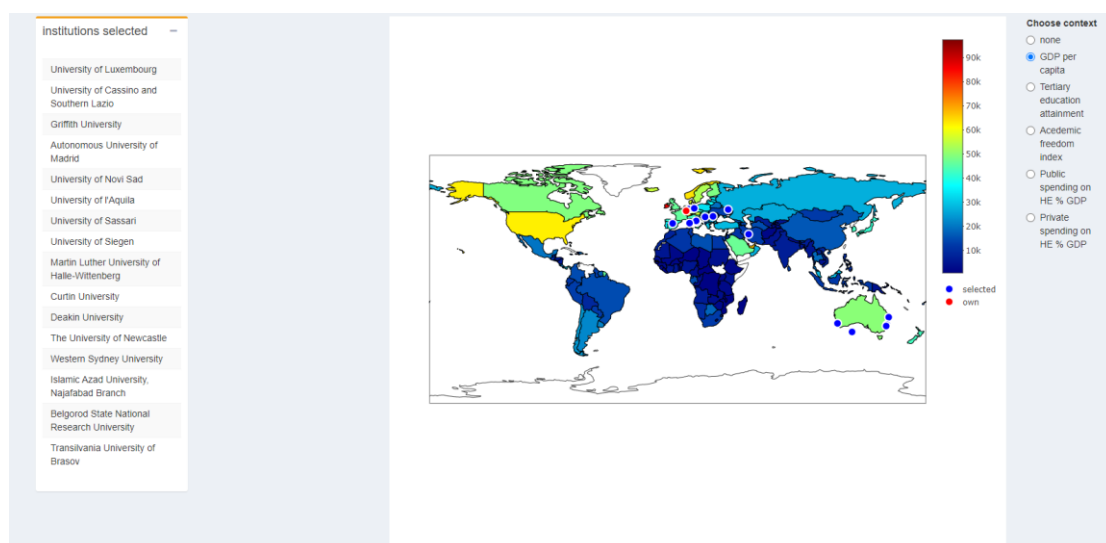 institutions selected −
University of Luxembourg
University of Cassino and
Southern Lazio
Griffith University
Autonomous University of
Madrid
University of Novi Sad
University of l'Aquila
University of Sassari
University of Siegen
Martin Luther University of
Halle-Wittenberg
Curtin University
Deakin University
The University of Newcastle
Western Sydney University
Islamic Azad University,
Najafabad Branch
Belgorod State National
Research University
Transilvania University of
Brasov
90k
80k
70k
60k
50k
40k
30k
20k
10k
selected
own
Choose context
none
GDP per
capita
Tertiary
education
attainment
Acedemic
freedom
index
Public
spending on
HE % GDP
Private
spending on
HE % GDP